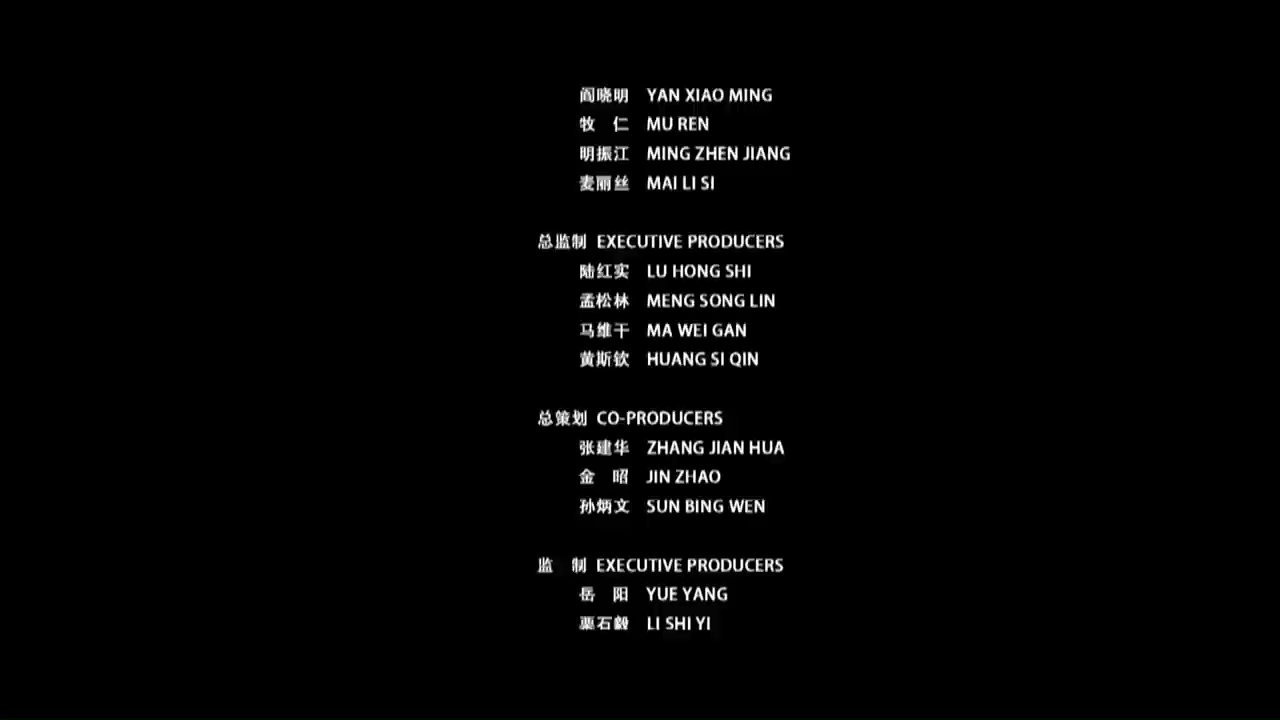 阎晓明 YAN XIAO MING
牧 仁 MU REN
明振江 MING ZHEN JIANG
麦丽丝 MAI LI SI
总监制 EXECUTIVE PRODUCERS
陆红实 LU HONG SHI
孟松林 MENG SONG LIN
马维干 MA WEI GAN
黄斯钦 HUANG SI QIN
总策划 CO-PRODUCERS
张建华 ZHANG JIAN HUA
金 昭 JIN ZHAO
孙炳文 SUN BING WEN
监 制 EXECUTIVE PRODUCERS
岳 阳 YUE YANG
栗石毅 LI SHI YI